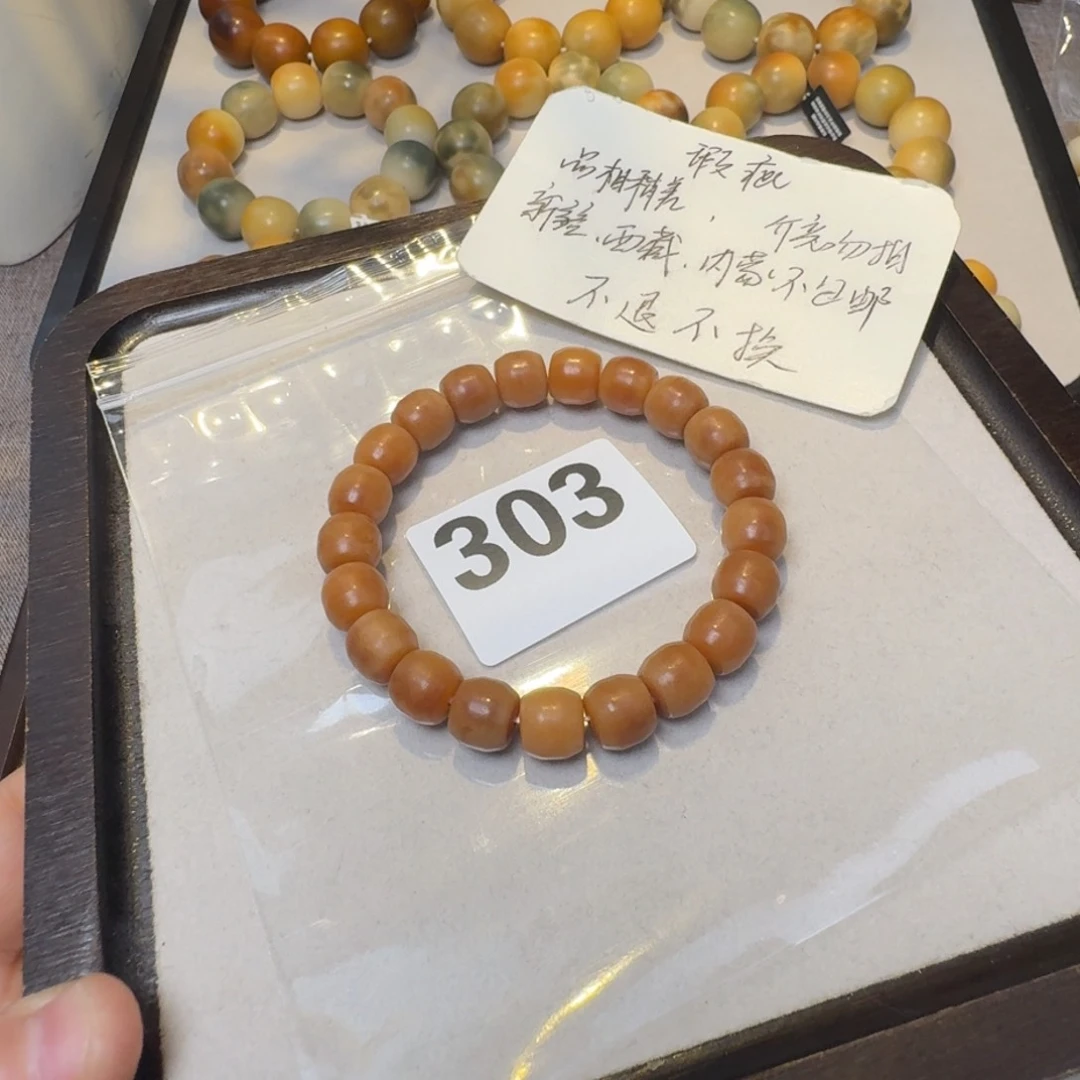 瑕疵
品相稍差，介意勿拍
新疆、西藏、内蒙不包邮
不退不换
303